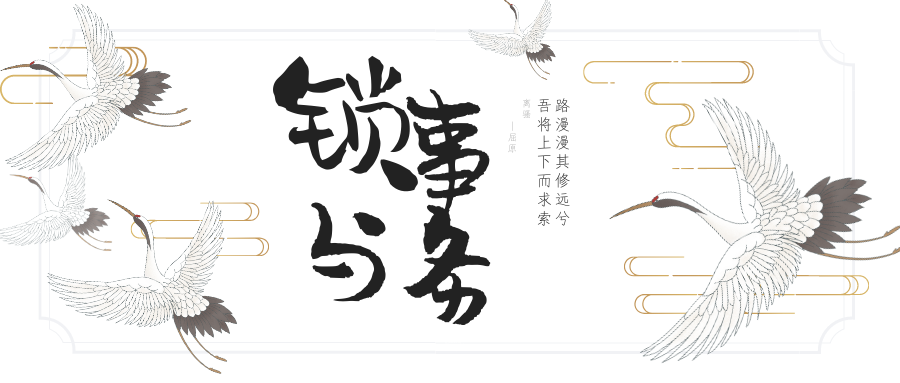 锁与
事务
路漫漫其修远兮
吾将上下而求索
离骚 —屈原